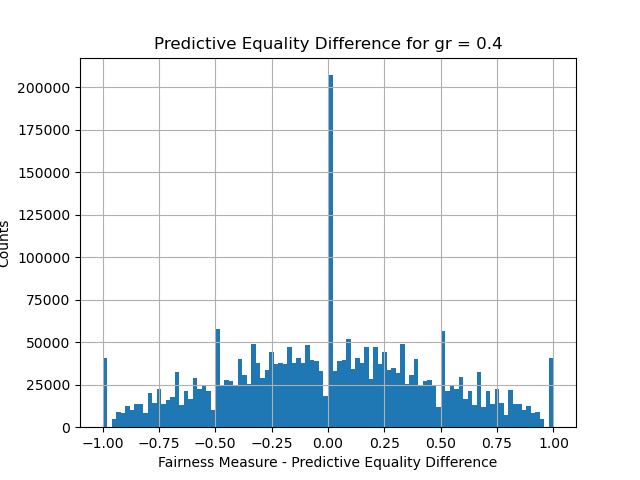 Predictive Equality Difference for gr = 0.4
200000
175000
150000
125000
100000
75000
50000
25000
0
Counts
−1.00 −0.75 −0.50 −0.25 0.00 0.25 0.50 0.75 1.00
Fairness Measure - Predictive Equality Difference